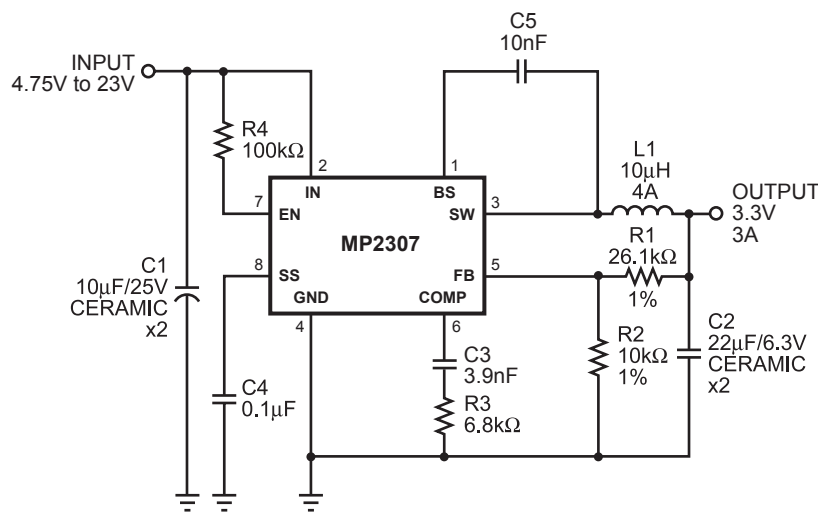 C5
10nF
INPUT
4.75V to 23V
R4
100kΩ
2
1
L1
10µH
4A
OUTPUT
3.3V
3A
IN
BS
7
EN
SW
3
MP2307
R1
26.1kΩ
1%
8
SS
FB
5
C1
10µF/25V
CERAMIC
x2
GND
COMP
4
6
C2
22µF/6.3V
CERAMIC
x2
R2
10kΩ
1%
C3
3.9nF
C4
0.1µF
R3
6.8kΩ